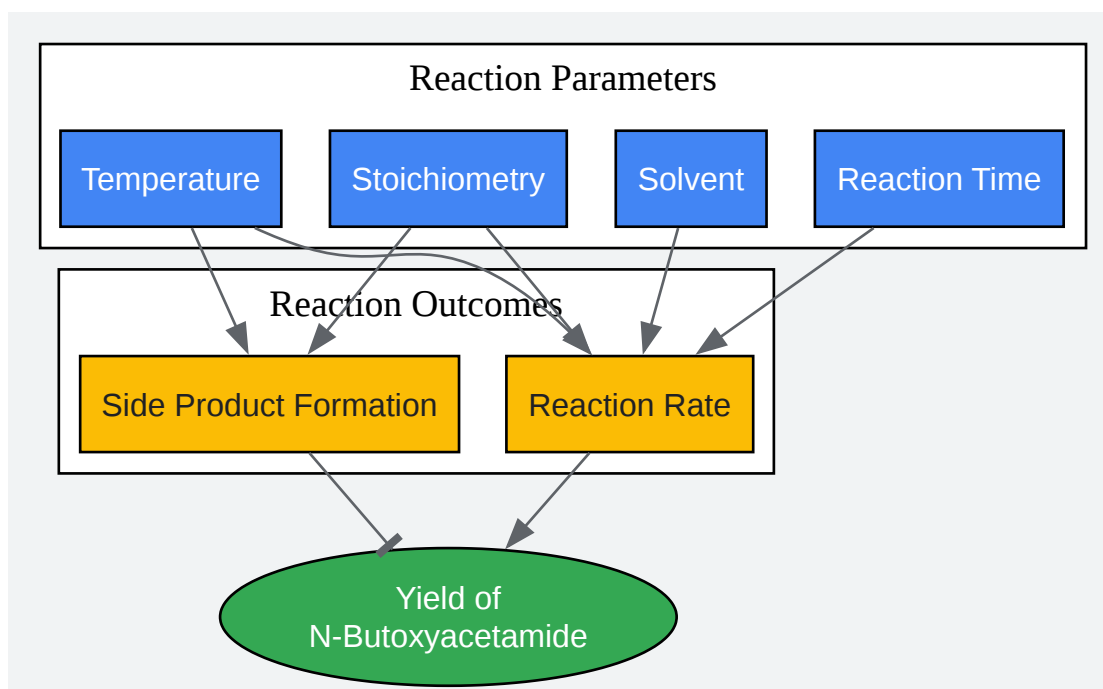 Reaction Parameters
Temperature
Stoichiometry
Solvent
Reaction Time
Reaction Outcomes
Side Product Formation
Reaction Rate
Yield of
N-Butoxyacetamide